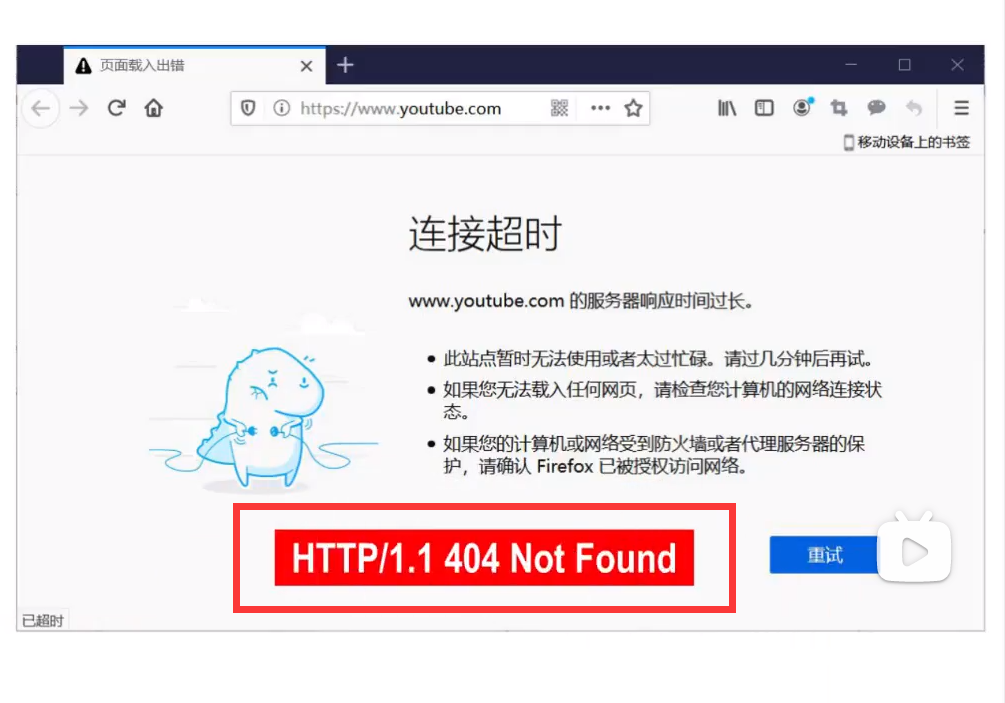 页面载入出错
https://www.youtube.com
移动设备上的书签
连接超时
www.youtube.com 的服务器响应时间过长。
此站点暂时无法使用或者太过忙碌。请过几分钟后再试。
如果您无法载入任何网页，请检查您计算机的网络连接状
态。
如果您的计算机或网络受到防火墙或者代理服务器的保
护，请确认 Firefox 已被授权访问网络。
HTTP/1.1 404 Not Found
重试
已超时